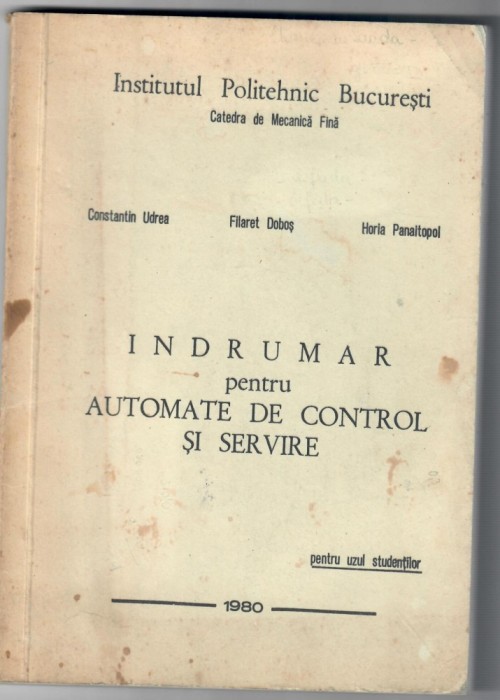 Institutul Politehnic București
Catedra de Mecanică Fină
Constantin Udrea Filaret Doboș Horia Panaitopol
INDRUMAR
pentru
AUTOMATE DE CONTROL
ȘI SERVIRE
pentru uzul studenților
1980